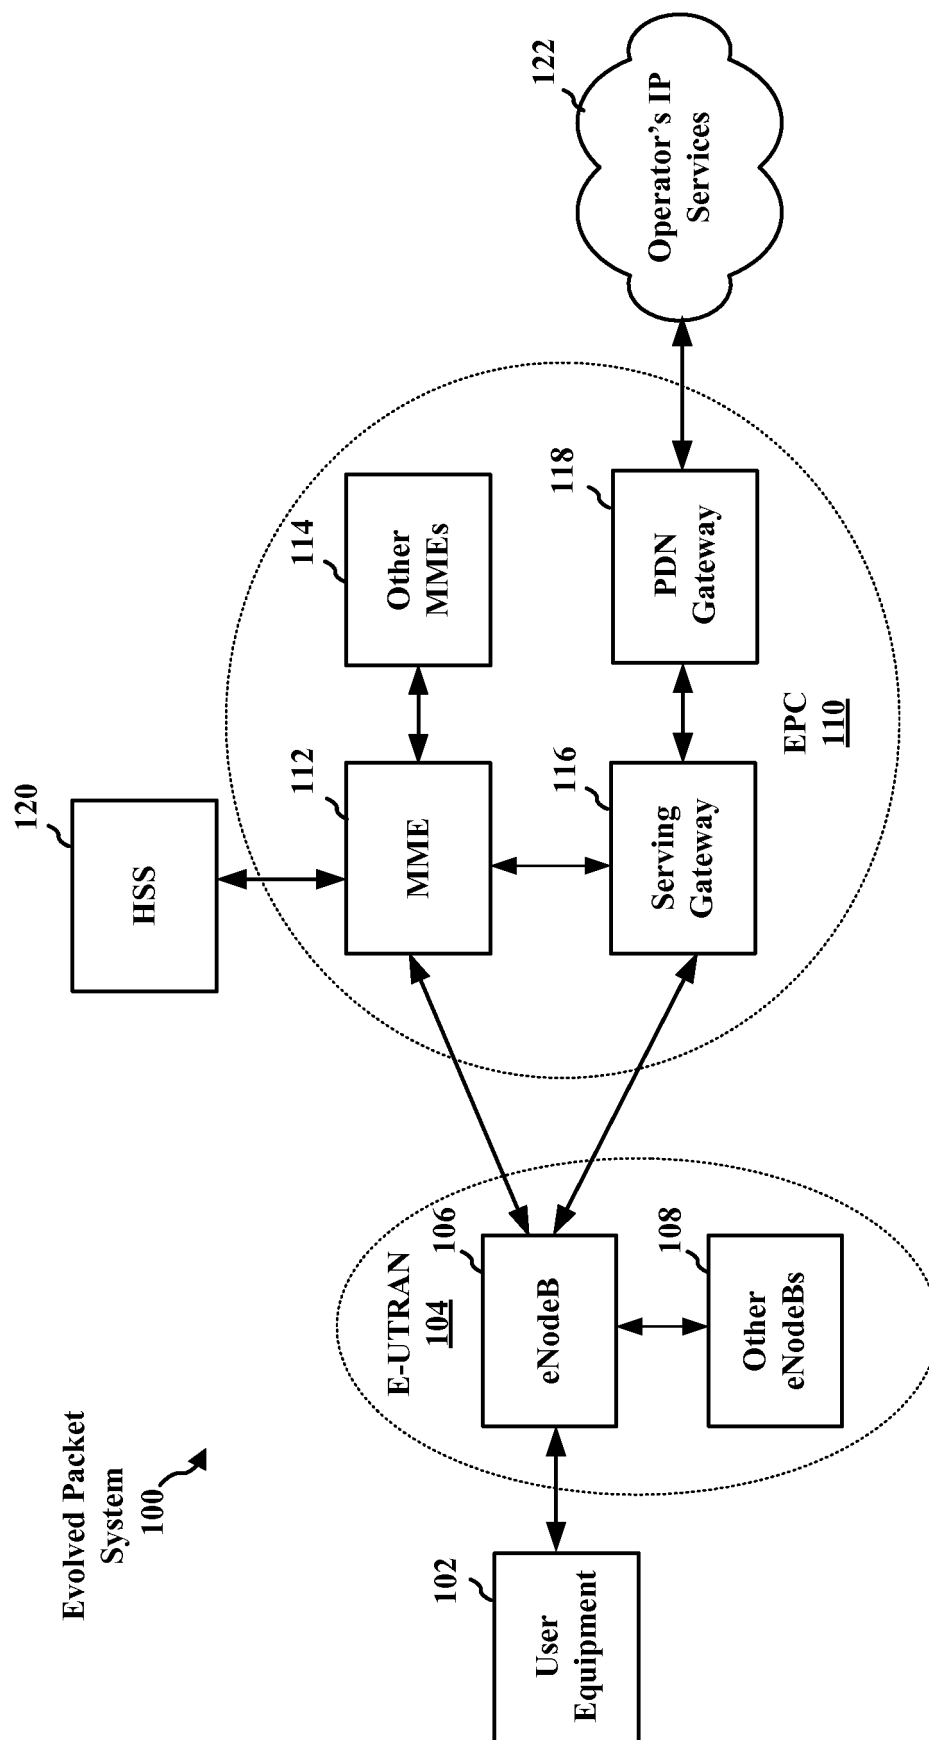 Evolved Packet
System
100
120
HSS
E-UTRAN
104
102
User
Equipment
106
eNodeB
108
Other
eNodeBs
112
MME
114
Other
MMEs
116
Serving
Gateway
118
PDN
Gateway
EPC
110
122
Operator’s IP
Services